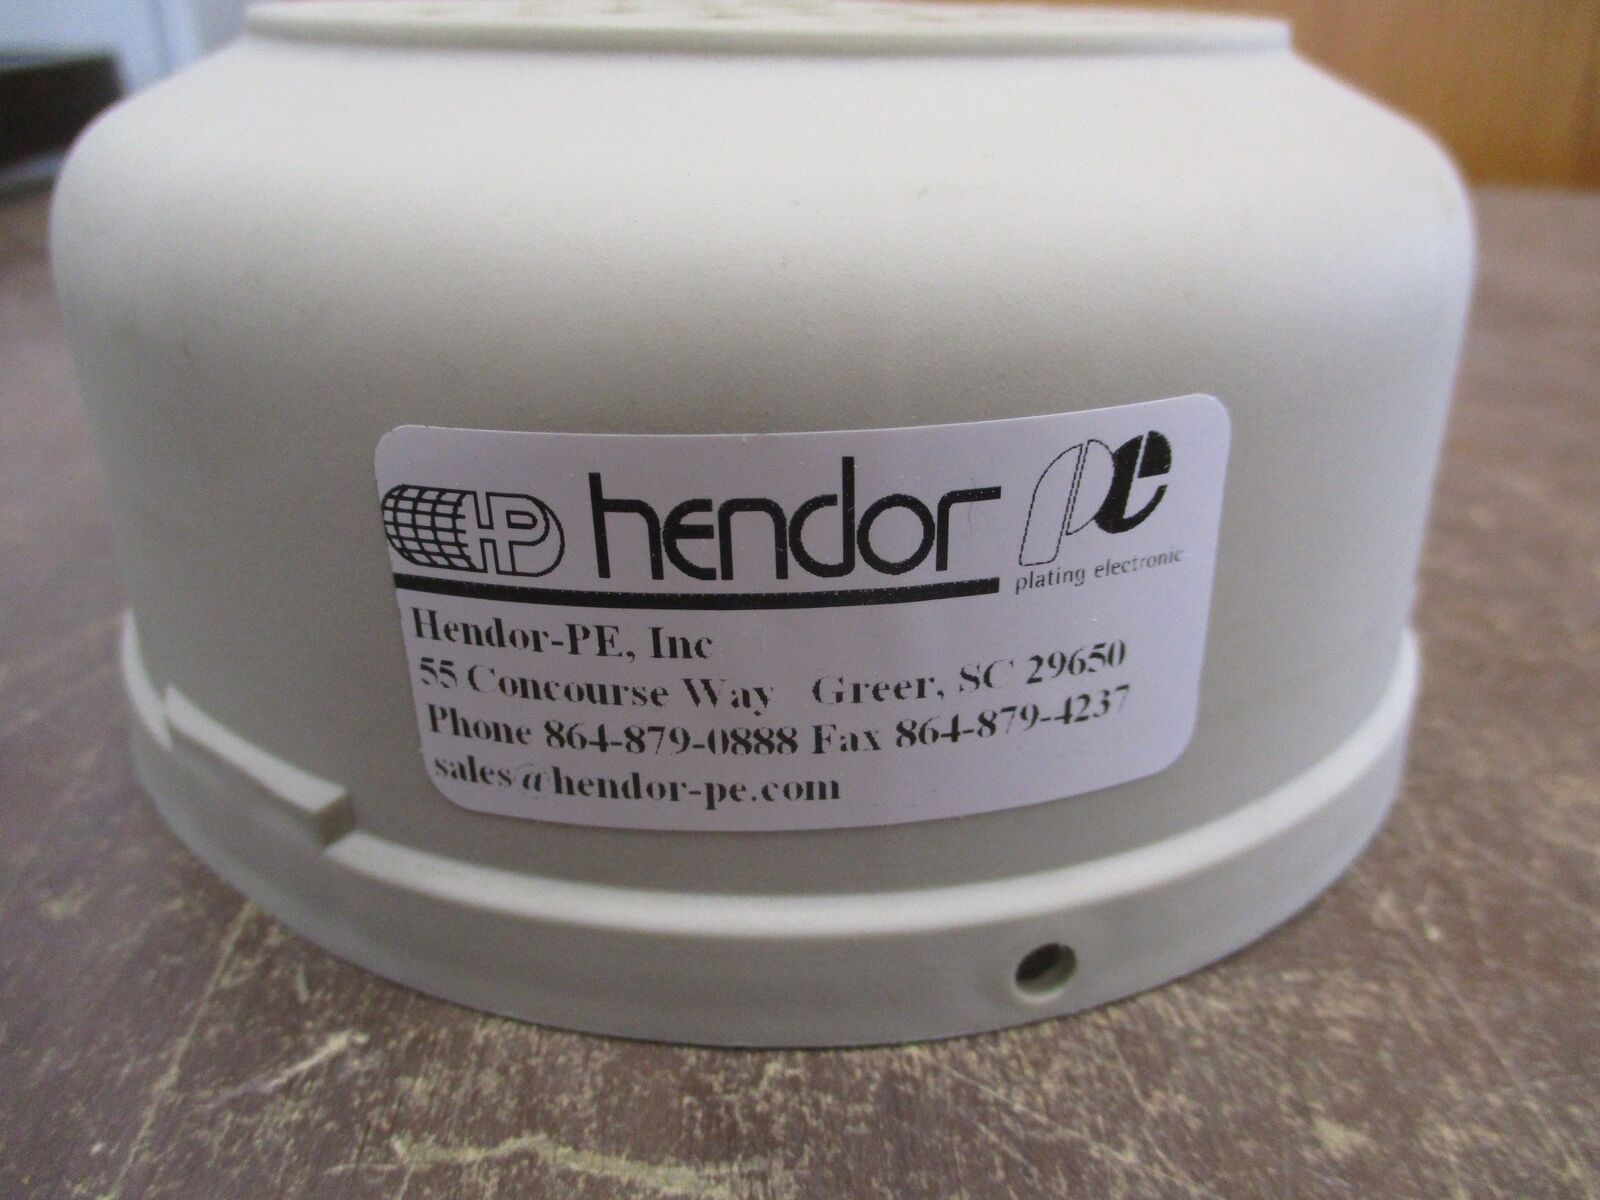 HP hendor pe
plating electronic
Hendor-PE, Inc
55 Concourse Way Greer, SC 29650
Phone 864-879-0888 Fax 864-879-4237
sales@hendor-pe.com